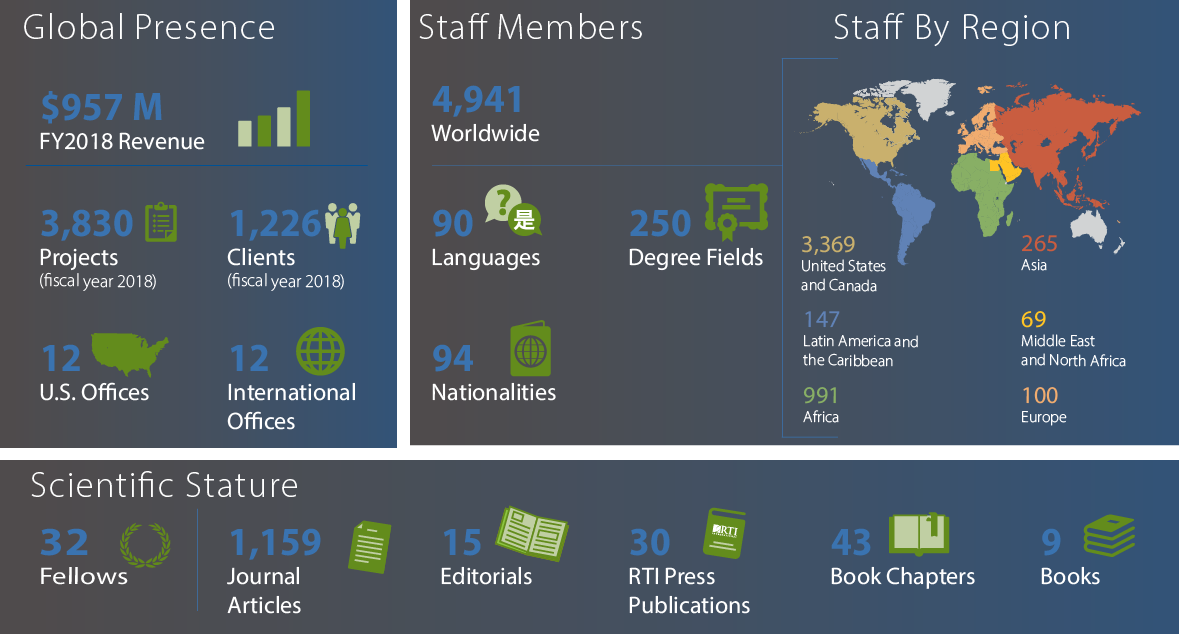 Global Presence
$957 M
FY2018 Revenue
3,830
Projects
(fiscal year 2018)
1,226
Clients
(fiscal year 2018)
12
U.S. Offices
12
International
Offices
Staff Members
4,941
Worldwide
?
是
90
Languages
250
Degree Fields
94
Nationalities
Staff By Region
3,369
United States
and Canada
265
Asia
147
Latin America and
the Caribbean
69
Middle East
and North Africa
991
Africa
100
Europe
Scientific Stature
32
Fellows
1,159
Journal
Articles
15
Editorials
RTI
30
RTI Press
Publications
43
Book Chapters
9
Books